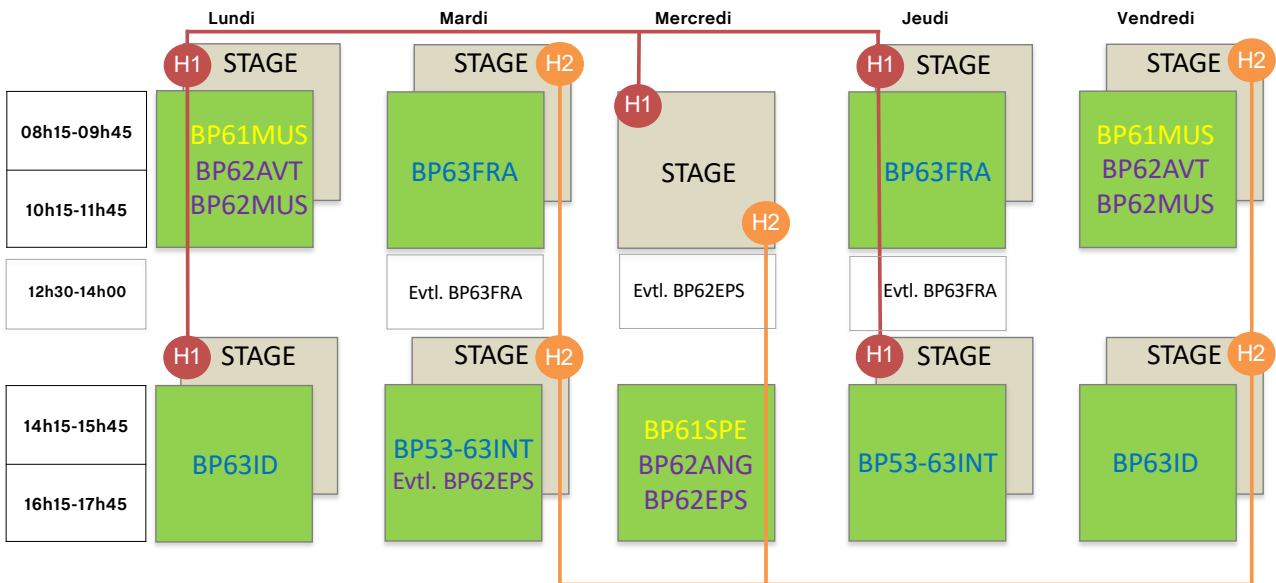 Lundi
Mardi
Mercredi
Jeudi
Vendredi
H1 STAGE
STAGE H2
H1
H1 STAGE
STAGE H2
08h15-09h45
10h15-11h45
BP61MUS
BP62AVT
BP62MUS
BP63FRA
STAGE
H2
BP63FRA
BP61MUS
BP62AVT
BP62MUS
12h30-14h00
Evtl. BP63FRA
Evtl. BP62EPS
Evtl. BP63FRA
H1 STAGE
STAGE H2
H1 STAGE
STAGE H2
14h15-15h45
16h15-17h45
BP63ID
BP53-63INT
Evtl. BP62EPS
BP61SPE
BP62ANG
BP62EPS
BP53-63INT
BP63ID